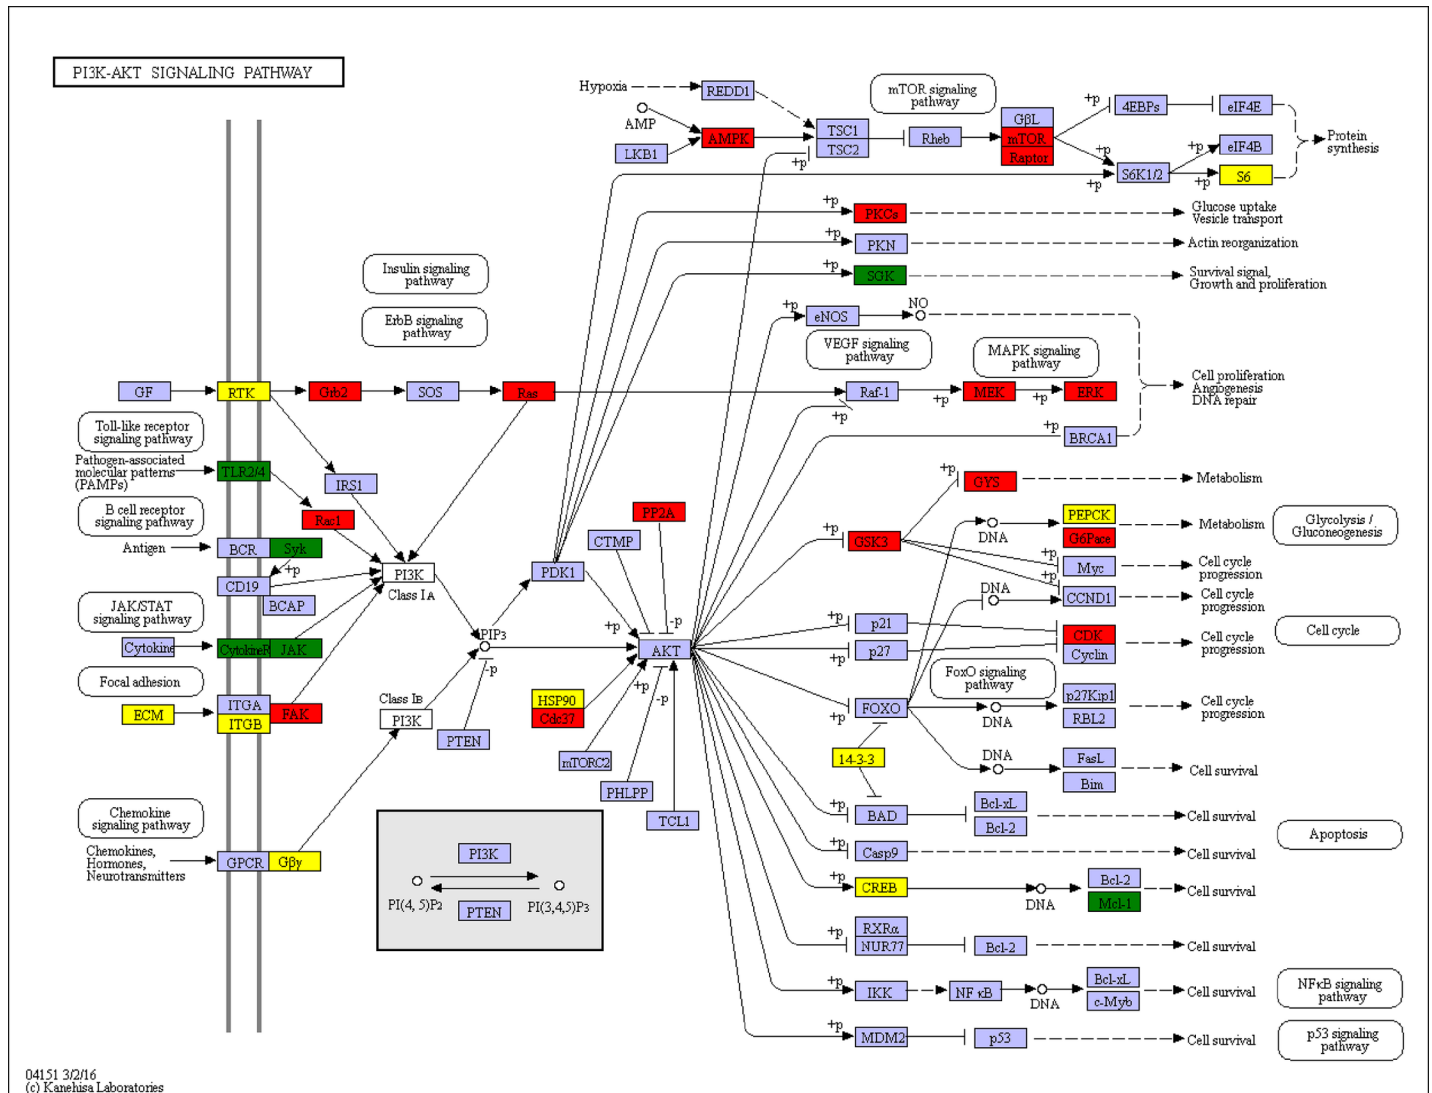 PI3K-AKT SIGNALING PATHWAY
Hypoxia
REDD1
mTOR signaling
pathway
AMP
LKB1
AMPK
+p
TSC1
TSC2
Rheb
GβL
mTOR
Raptor
+p
4EBPs
eIF4E
+p
S6K1/2
+p
eIF4B
+p
S6
Protein
synthesis
+p
PKCs
Glucose uptake
Vesicle transport
+p
PKN
Actin reorganization
+p
SGK
Survival signal,
Growth and proliferation
Insulin signaling
pathway
ErbB signaling
pathway
+p
eNOS
NO
VEGF signaling
pathway
MAPK signaling
pathway
GF
RTK
Grb2
SOS
Ras
Raf-1
+p
+p
MEK
+p
ERK
Cell proliferation
Angiogenesis
DNA repair
+p
BRCA1
Toll-like receptor
signaling pathway
Pathogen-associated
molecular patterns
(PAMPs)
TLR2/4
IRS1
Rac1
B cell receptor
signaling pathway
Antigen
BCR
Syk
+p
CD19
BCAP
PI3K
Class IA
PDK1
CTMP
PP2A
+p
-p
+p
GSK3
+p
GYS
Metabolism
DNA
PEPCK
G6Pace
Metabolism
Glycolysis /
Gluconeogenesis
+p
Myc
Cell cycle
progression
+p
DNA
CCND1
Cell cycle
progression
JAK/STAT
signaling pathway
Cytokine
CytokineR
JAK
PIP3
-p
AKT
+p
p21
+p
p27
CDK
Cyclin
Cell cycle
progression
Cell cycle
Focal adhesion
ECM
ITGA
ITGB
FAK
Class IB
PI3K
PTEN
HSP90
Cdc37
+p
-p
mTORC2
PHLPP
TCL1
FoxO signaling
pathway
+p
FOXO
DNA
p27Kip1
RBL2
Cell cycle
progression
14-3-3
DNA
FasL
Bim
Cell survival
+p
BAD
Bcl-xL
Bcl-2
Cell survival
Apoptosis
Chemokine
signaling pathway
Chemokines,
Hormones,
Neurotransmitters
GPCR
Gβγ
PI3K
PI(4, 5)P2
PTEN
PI(3,4,5)P3
+p
Casp9
Cell survival
+p
CREB
DNA
Bcl-2
Mcl-1
Cell survival
+p
RXRα
NUR77
Bcl-2
Cell survival
+p
IKK
NFκB
DNA
Bcl-xL
c-Myb
Cell survival
NFκB signaling
pathway
+p
MDM2
p53
Cell survival
p53 signaling
pathway
04151 3/2/16
(c) Kanehisa Laboratories